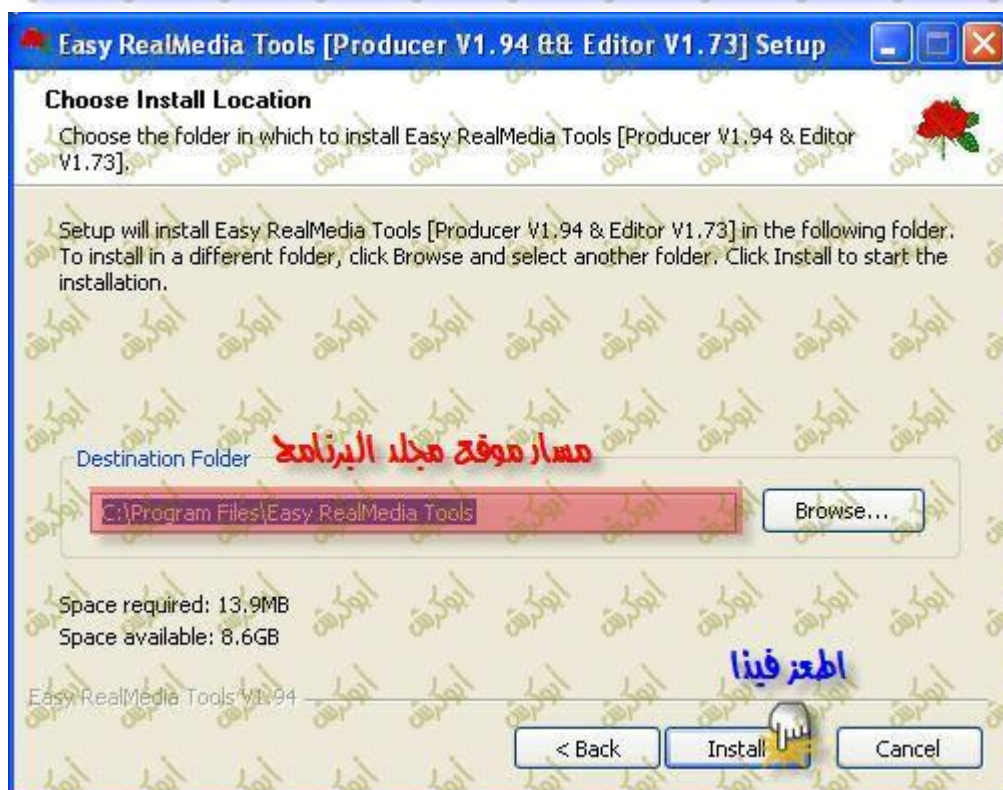 Easy RealMedia Tools [Producer V1.94 && Editor V1.73] Setup
Choose Install Location
Choose the folder in which to install Easy RealMedia Tools [Producer V1.94 & Editor
V1.73].
Setup will install Easy RealMedia Tools [Producer V1.94 & Editor V1.73] in the following folder.
To install in a different folder, click Browse and select another folder. Click Install to start the
installation.
Destination Folder
مسار موقع مجلد البرنامج
C:\Program Files\Easy RealMedia Tools
Browse...
Space required: 13.9MB
Space available: 8.6GB
Easy RealMedia Tools V1.94
< Back
Install
Cancel